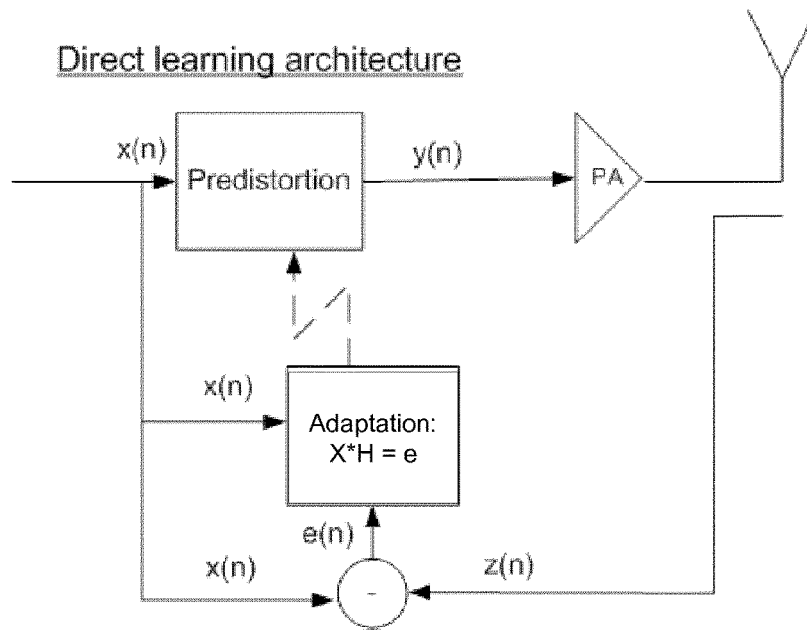 Direct learning architecture
x(n)
Predistortion
y(n)
PA
x(n)
Adaptation:
X*H = e
e(n)
x(n)
-
z(n)